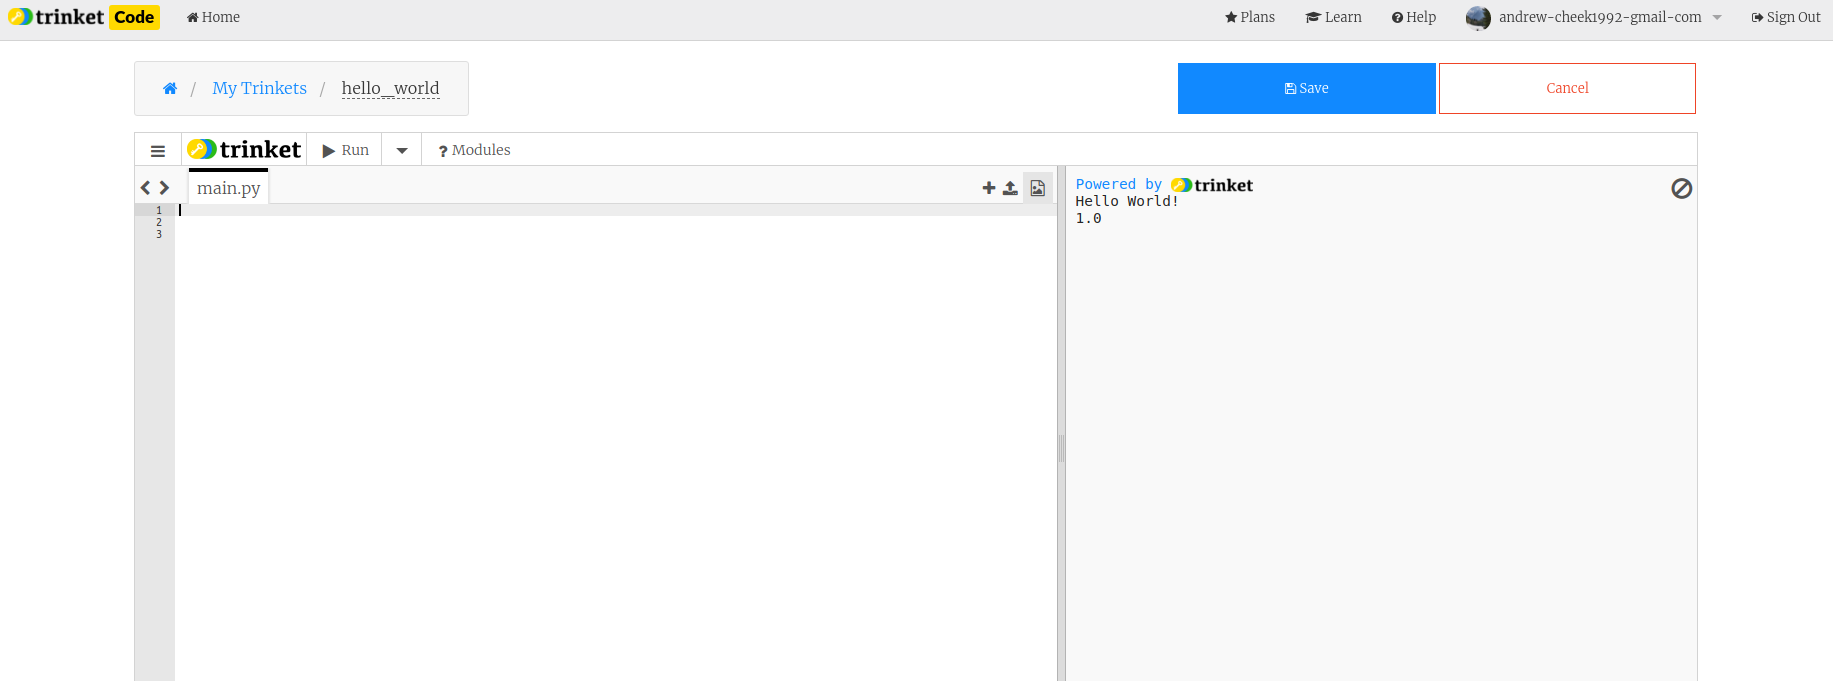 trinket Code Home Plans Learn Help andrew-cheek1992-gmail-com Sign Out
/ My Trinkets / hello_world Save Cancel
trinket Run ? Modules
main.py
1
2
3
Powered by trinket
Hello World!
1.0